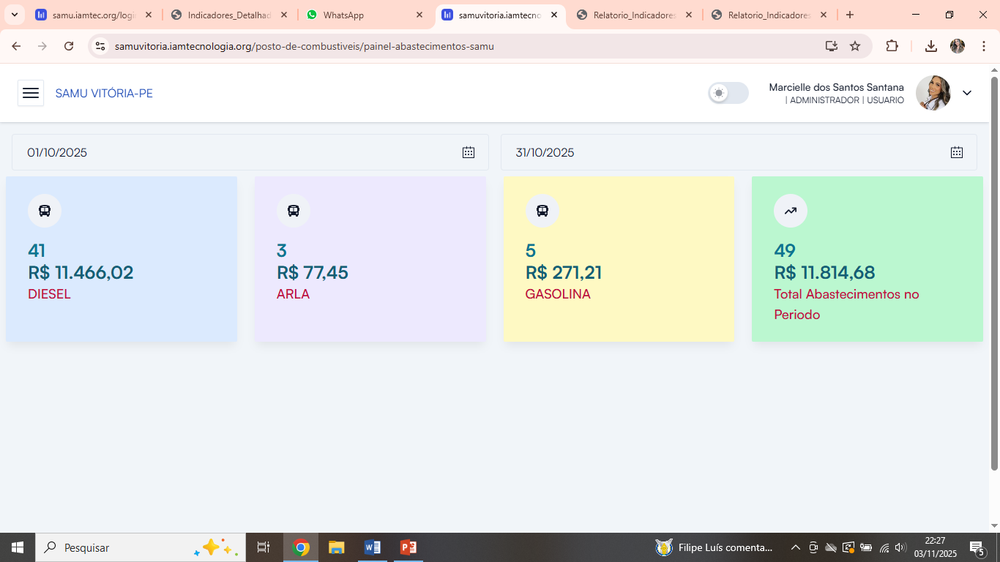 samu.iamtec.org/logi
Indicadores_Detalhad
WhatsApp
samuvitoria.iamtecno
Relatorio_Indicadores
Relatorio_Indicadores
samuvitoria.iamtecnologia.org/posto-de-combustiveis/painel-abastecimentos-samu
SAMU VITÓRIA-PE
Marcielle dos Santos Santana
| ADMINISTRADOR | USUARIO
01/10/2025
31/10/2025
41
R$ 11.466,02
DIESEL
3
R$ 77,45
ARLA
5
R$ 271,21
GASOLINA
49
R$ 11.814,68
Total Abastecimentos no
Periodo
Pesquisar
Filipe Luís comenta...
22:27
03/11/2025
5